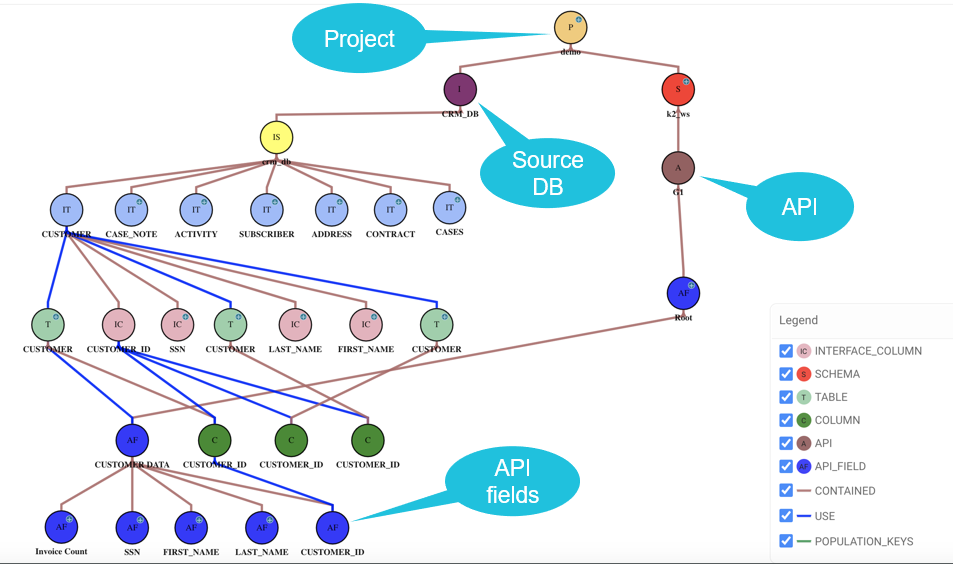 Project
P
demo
I
CRM_DB
S
k2_ws
IS
crm_db
Source
DB
A
G1
API
IT
CUSTOMER
IT
CASE_NOTE
IT
ACTIVITY
IT
SUBSCRIBER
IT
ADDRESS
IT
CONTRACT
IT
CASES
AF
Root
T
CUSTOMER
IC
CUSTOMER_ID
IC
SSN
T
CUSTOMER
IC
LAST_NAME
IC
FIRST_NAME
T
CUSTOMER
AF
CUSTOMER DATA
C
CUSTOMER_ID
C
CUSTOMER_ID
C
CUSTOMER_ID
API
fields
AF
Invoice Count
AF
SSN
AF
FIRST_NAME
AF
LAST_NAME
AF
CUSTOMER_ID
Legend
IC INTERFACE_COLUMN
S SCHEMA
T TABLE
C COLUMN
A API
AF API_FIELD
CONTAINED
USE
POPULATION_KEYS